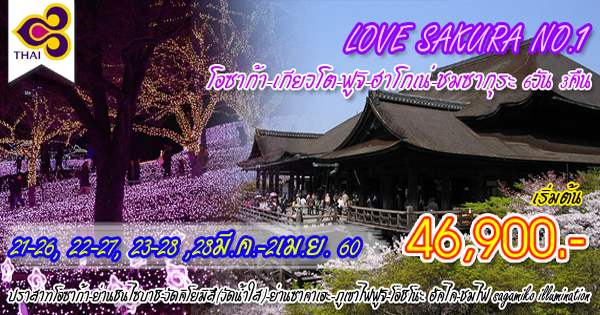 THAI
LOVE SAKURA NO.1
โอซาก้า-เกียวโต-ฟูจิ-ฮาโกเน่-ชมซากุระ 6วัน 3คืน
เริ่มต้น
46,900.-
21-26, 22-27, 23-28 ,28มี.ค.-2เม.ย. 60
ปราสาทโอซาก้า-ย่านชินไซบาชิ-วัดคิโยมิสึ(วัดน้ำใส)-ย่านซาคาเอะ-ภูเขาไฟฟูจิ-โอชิโนะ ฮัคไค-ชมไฟ sagamiko illumination